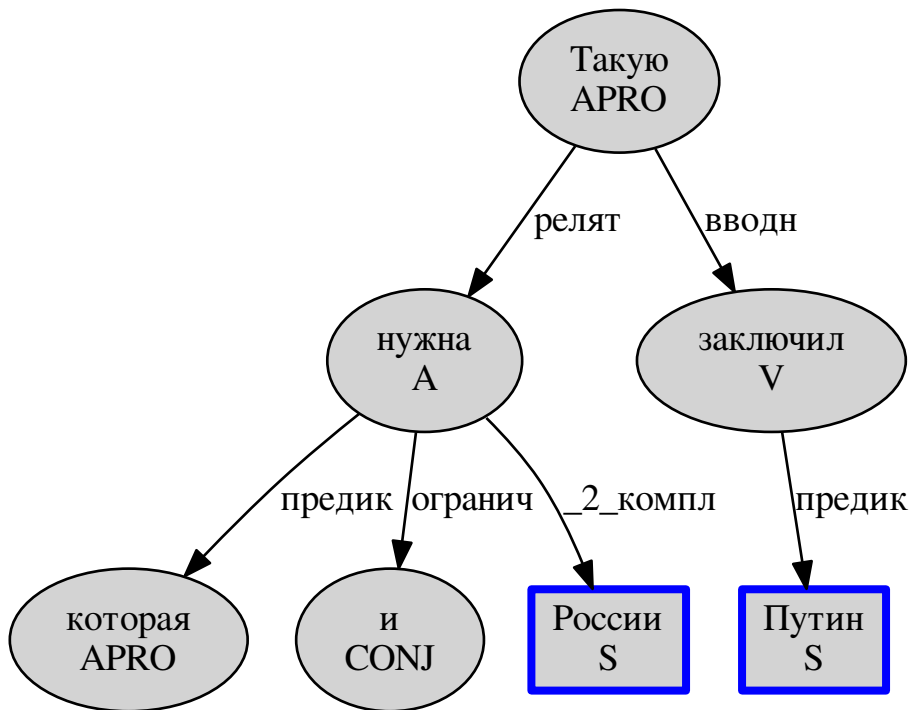 Такую
APRO
релят
вводн
нужна
A
заключил
V
предик
огранич
_2_компл
предик
которая
APRO
и
CONJ
России
S
Путин
S